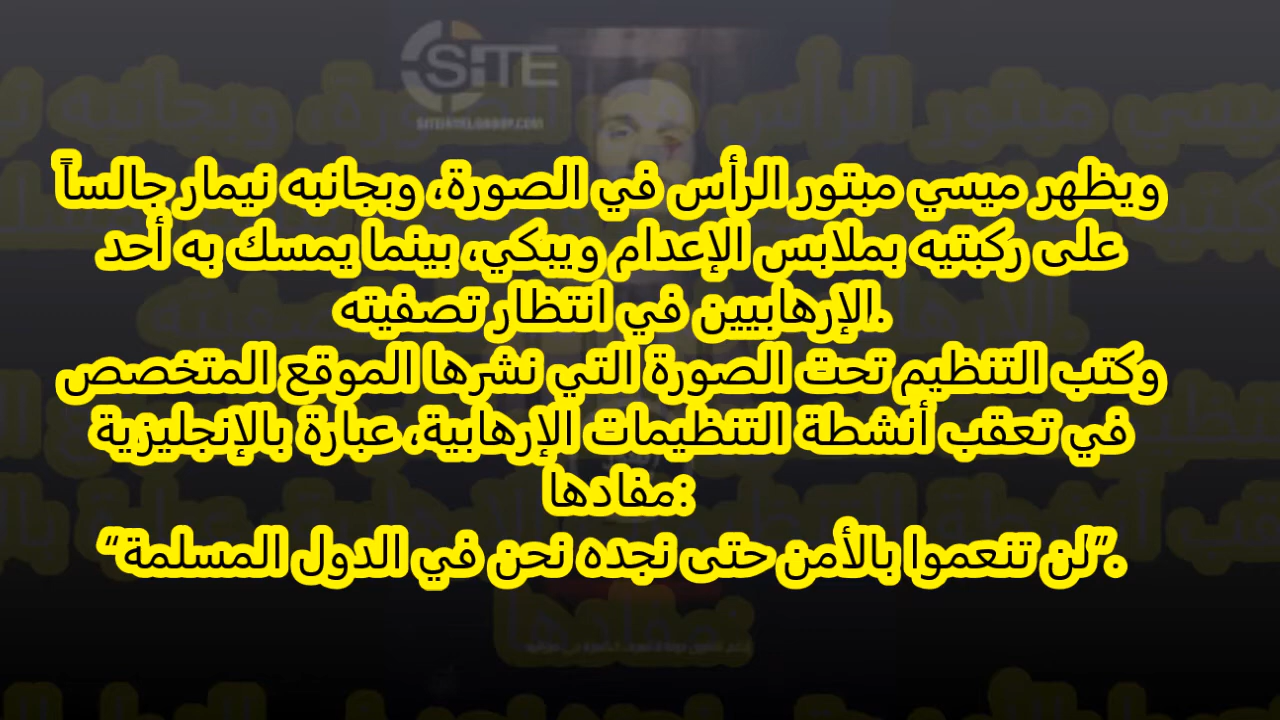 SITE
ويظهر ميسي مبتور الرأس في الصورة، وبجانبه نيمار جالساً
على ركبتيه بملابس الإعدام ويبكي، بينما يمسك به أحد
الإرهابيين في انتظار تصفيته.
وكتب التنظيم تحت الصورة التي نشرها الموقع المتخصص
في تعقب أنشطة التنظيمات الإرهابية، عبارة بالإنجليزية
مفادها:
"لن تنعموا بالأمن حتى نجده نحن في الدول المسلمة".